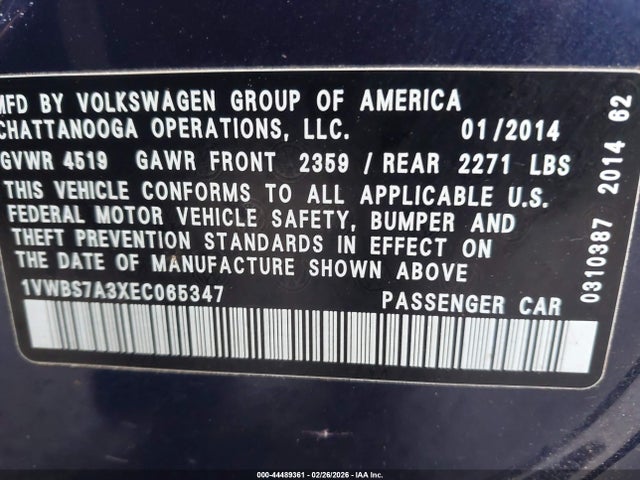 MFD BY VOLKSWAGEN GROUP OF AMERICA
CHATTANOOGA OPERATIONS, LLC. 01/2014
GVWR 4519 GAWR FRONT 2359 / REAR 2271 LBS
THIS VEHICLE CONFORMS TO ALL APPLICABLE U.S.
FEDERAL MOTOR VEHICLE SAFETY, BUMPER AND
THEFT PREVENTION STANDARDS IN EFFECT ON
THE DATE OF MANUFACTURE SHOWN ABOVE
1VWBS7A3XEC065347 PASSENGER CAR
0310387 2014 62
000-44489361 - 02/26/2026 - IAA Inc.